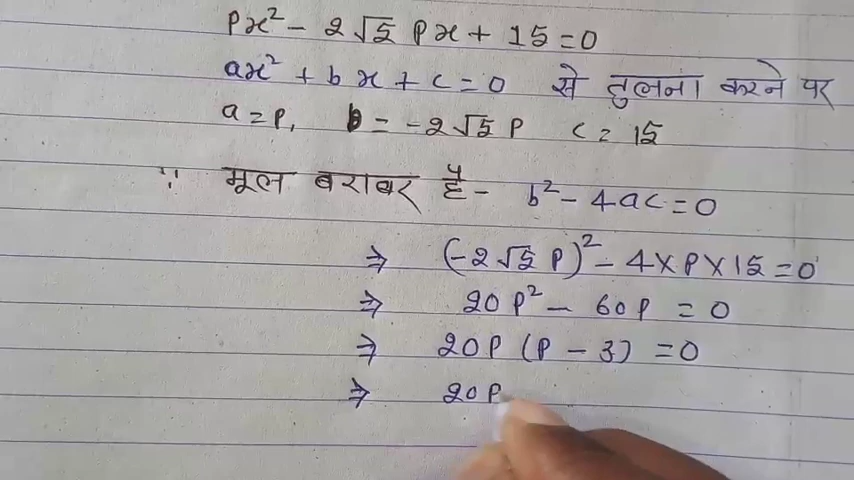 px² - 2√5 px + 15 = 0
ax² + bx + c = 0 से तुलना करने पर
a = p, b = -2√5 p c = 15
∵ मूल बराबर हैं - b² - 4ac = 0
⇒ (-2√5 p)² - 4×p×15 = 0
⇒ 20p² - 60p = 0
⇒ 20p (p - 3) = 0
⇒ 20p